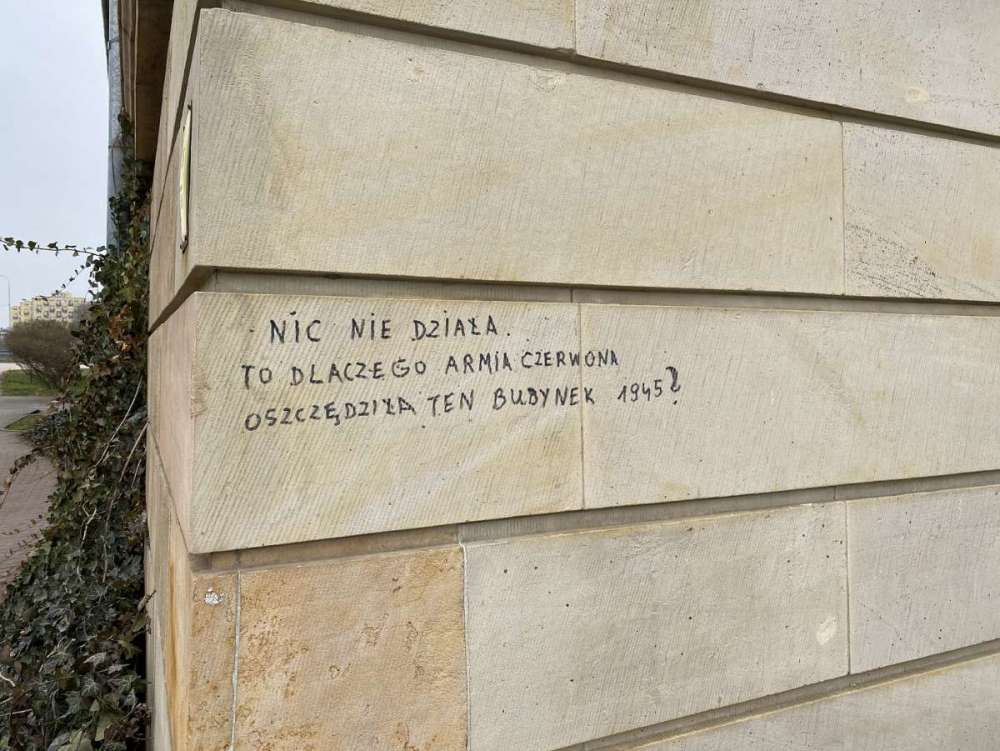 NIC NIE DZIAŁA.
TO DLACZEGO ARMIA CZERWONA
OSZCZĘDZIŁA TEN BUDYNEK 1945?